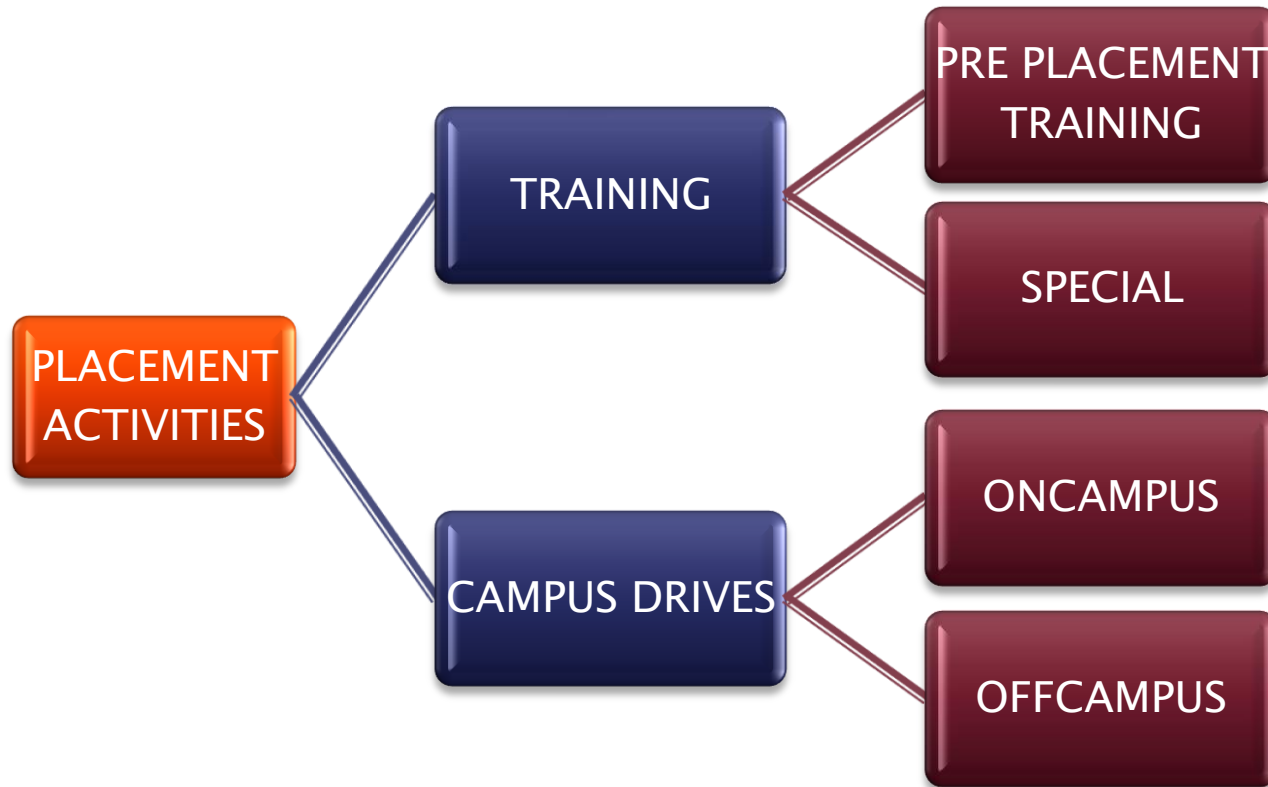 PLACEMENT
ACTIVITIES
TRAINING
PRE PLACEMENT
TRAINING
SPECIAL
CAMPUS DRIVES
ONCAMPUS
OFFCAMPUS